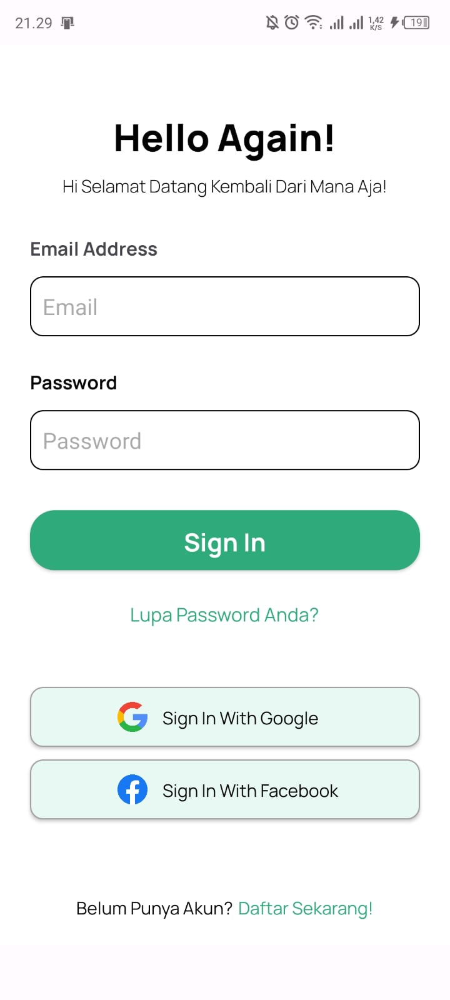 21.29
1,42
K/S
19
Hello Again!
Hi Selamat Datang Kembali Dari Mana Aja!
Email Address
Email
Password
Password
Sign In
Lupa Password Anda?
Sign In With Google
Sign In With Facebook
Belum Punya Akun? Daftar Sekarang!